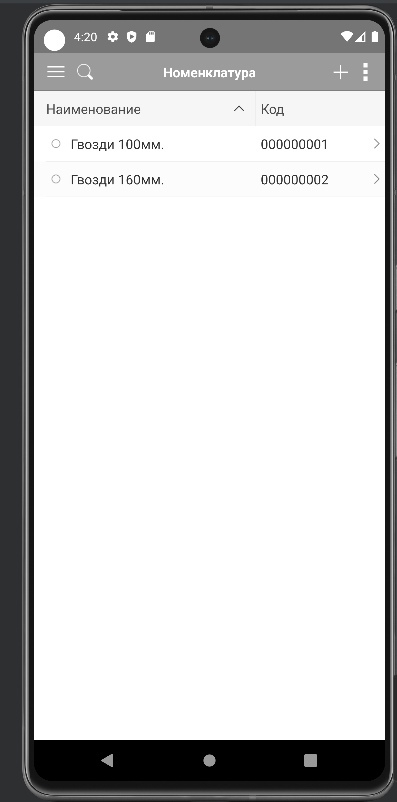 4:20
Номенклатура
Наименование Код
Гвозди 100мм. 000000001
Гвозди 160мм. 000000002